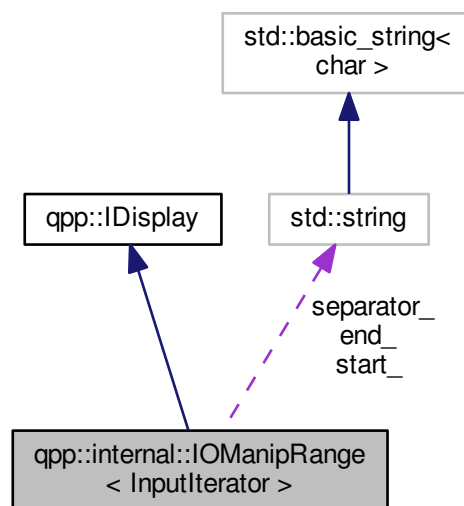 std::basic_string<
char >
qpp::IDisplay
std::string
separator_
end_
start_
qpp::internal::IOManipRange
< InputIterator >